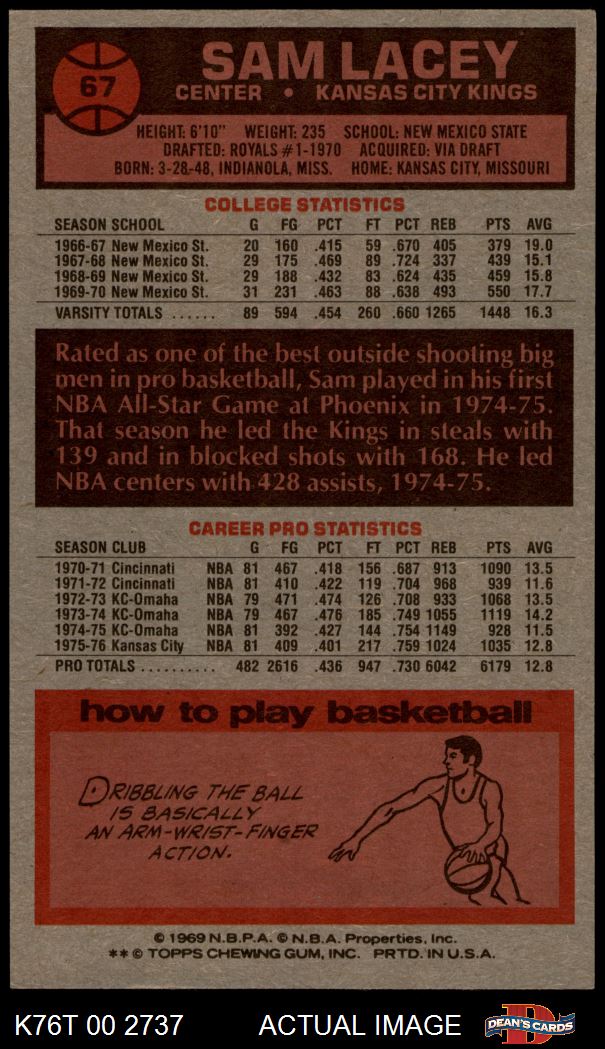 67
SAM LACEY
CENTER • KANSAS CITY KINGS
HEIGHT: 6'10" WEIGHT: 235 SCHOOL: NEW MEXICO STATE
DRAFTED: ROYALS #1-1970 ACQUIRED: VIA DRAFT
BORN: 3-28-48, INDIANOLA, MISS. HOME: KANSAS CITY, MISSOURI
COLLEGE STATISTICS
SEASON SCHOOL G FG PCT FT PCT REB PTS AVG
1966-67 New Mexico St. 20 160 .415 59 .670 405 379 19.0
1967-68 New Mexico St. 29 175 .469 89 .724 337 439 15.1
1968-69 New Mexico St. 29 188 .432 83 .624 435 459 15.8
1969-70 New Mexico St. 31 231 .463 88 .638 493 550 17.7
VARSITY TOTALS ...... 89 594 .454 260 .660 1265 1448 16.3
Rated as one of the best outside shooting big
men in pro basketball, Sam played in his first
NBA All-Star Game at Phoenix in 1974-75.
That season he led the Kings in steals with
139 and in blocked shots with 168. He led
NBA centers with 428 assists, 1974-75.
CAREER PRO STATISTICS
SEASON CLUB G FG PCT FT PCT REB PTS AVG
1970-71 Cincinnati NBA 81 467 .418 156 .687 913 1090 13.5
1971-72 Cincinnati NBA 81 410 .422 119 .704 968 939 11.6
1972-73 KC-Omaha NBA 79 471 .474 126 .708 933 1068 13.5
1973-74 KC-Omaha NBA 79 467 .476 185 .749 1055 1119 14.2
1974-75 KC-Omaha NBA 81 392 .427 144 .754 1149 928 11.5
1975-76 Kansas City NBA 81 409 .401 217 .759 1024 1035 12.8
PRO TOTALS .......... 482 2616 .436 947 .730 6042 6179 12.8
how to play basketball
DRIBBLING THE BALL
IS BASICALLY
AN ARM-WRIST-FINGER
ACTION.
© 1969 N.B.P.A. © N.B.A. Properties, Inc.
** © TOPPS CHEWING GUM, INC. PRTD. IN U.S.A.
K76T 00 2737 ACTUAL IMAGE
D
DEAN'S CARDS